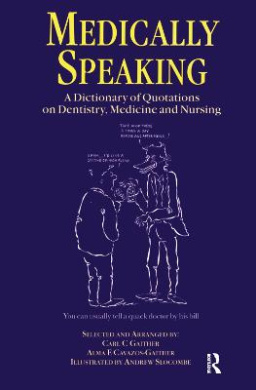 MEDICALLY
SPEAKING
A Dictionary of Quotations
on Dentistry, Medicine and Nursing
You can usually tell a quack doctor by his bill
SELECTED AND ARRANGED BY:
CARL C GAITHER
ALMA E CAVAZOS-GAITHER
ILLUSTRATED BY ANDREW SLOCOMBE
R